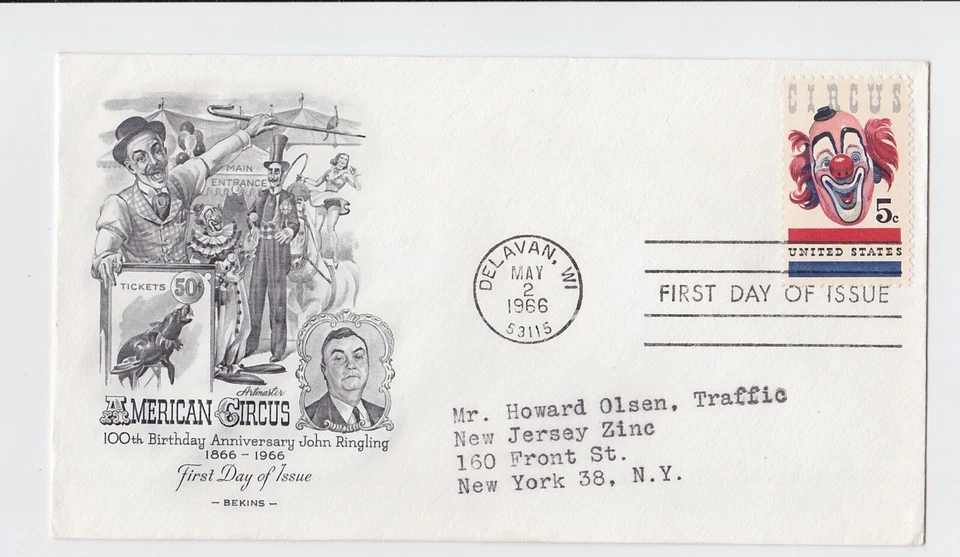 MAIN
ENTRANCE
TICKETS 50¢
Artmaster
AMERICAN CIRCUS
100th Birthday Anniversary John Ringling
1866 - 1966
First Day of Issue
- BEKINS -
DELAVAN, WI
MAY
2
1966
53115
CIRCUS
5c
UNITED STATES
FIRST DAY OF ISSUE
Mr. Howard Olsen, Traffic
New Jersey Zinc
160 Front St.
New York 38, N.Y.